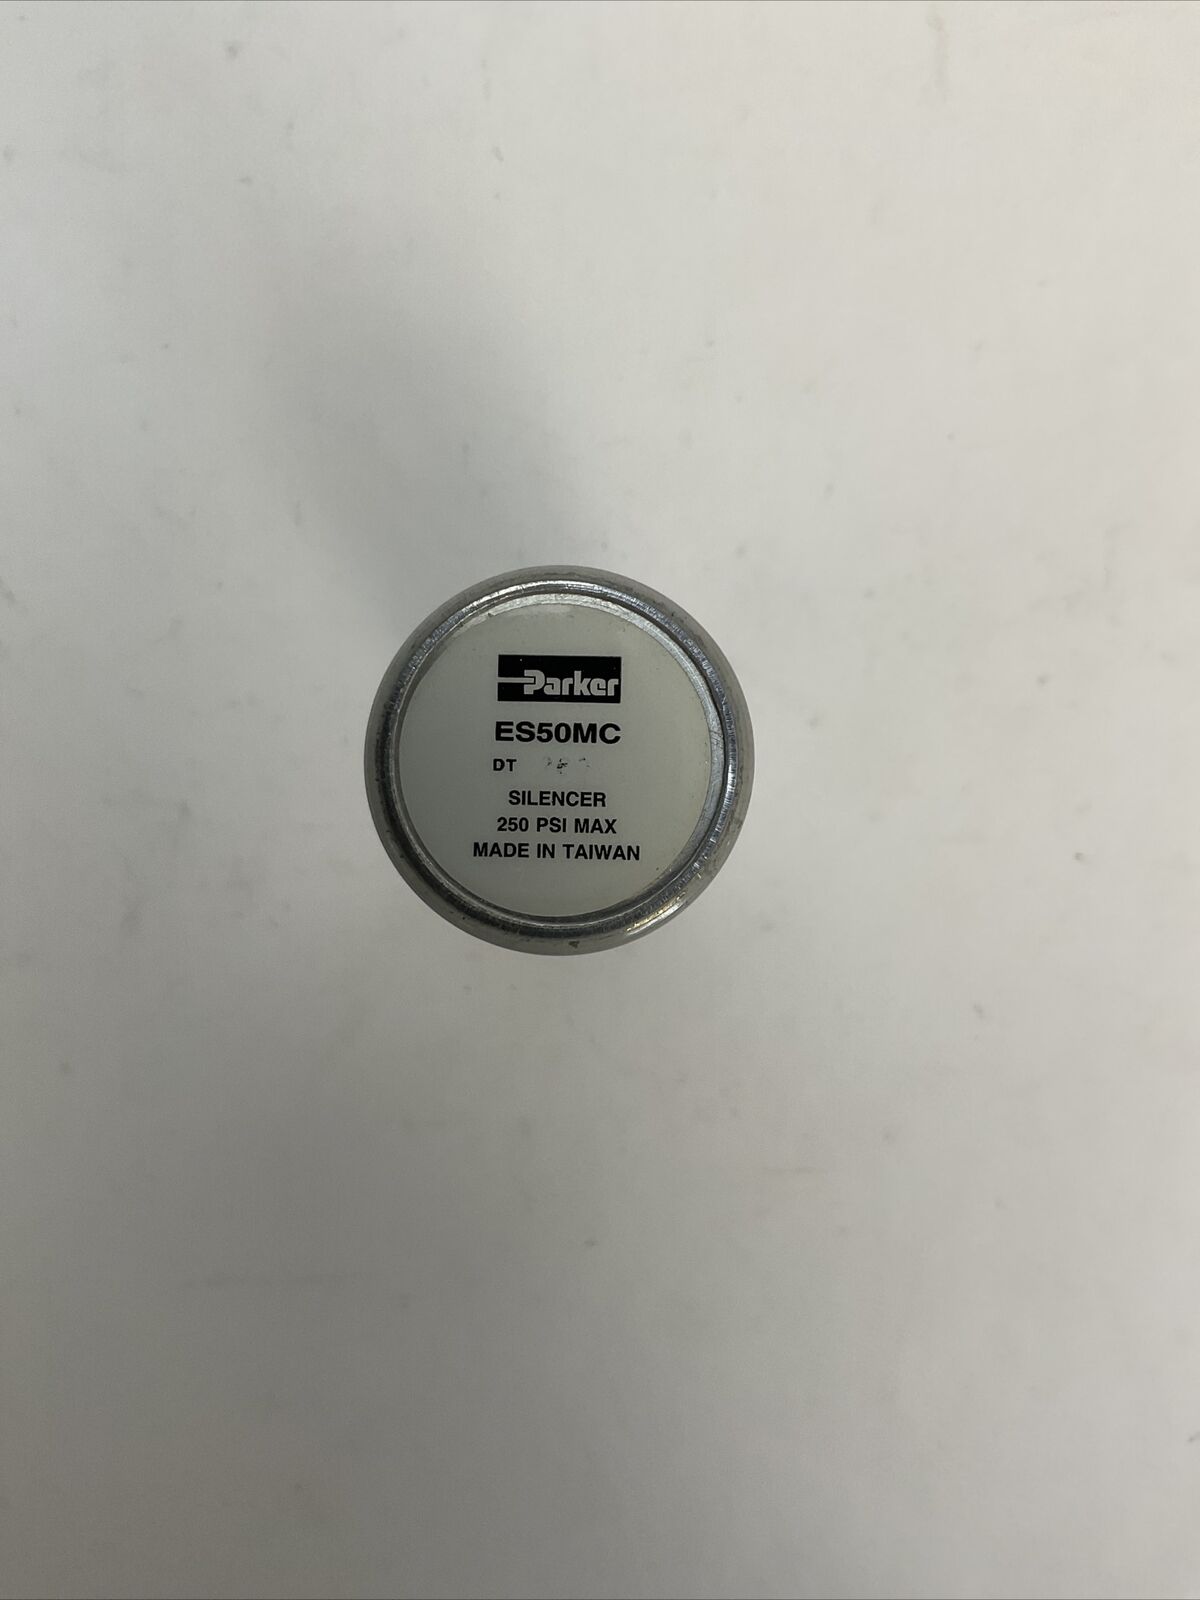 Parker
ES50MC
DT
SILENCER
250 PSI MAX
MADE IN TAIWAN